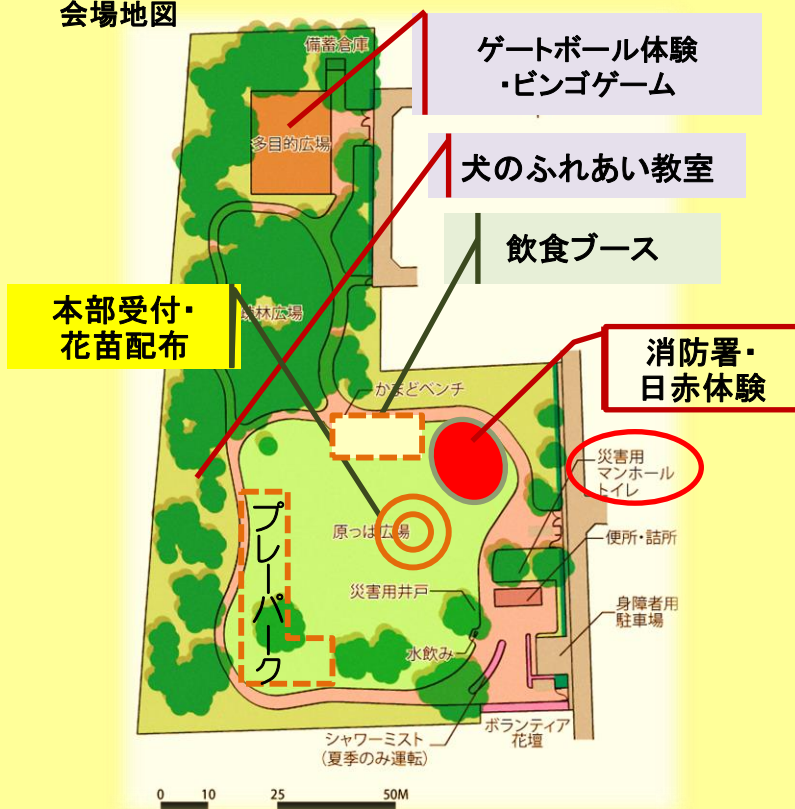 会場地図
備蓄倉庫
ゲートボール体験
・ビンゴゲーム
多目的広場
犬のふれあい教室
飲食ブース
本部受付・
花苗配布
林広場
消防署・
日赤体験
かまどベンチ
災害用
マンホール
トイレ
プレーパーク
原っぱ広場
便所・詰所
災害用井戸
身障者用
駐車場
水飲み
シャワーミスト
(夏季のみ運転)
ボランティア
花壇
0 10 25 50M